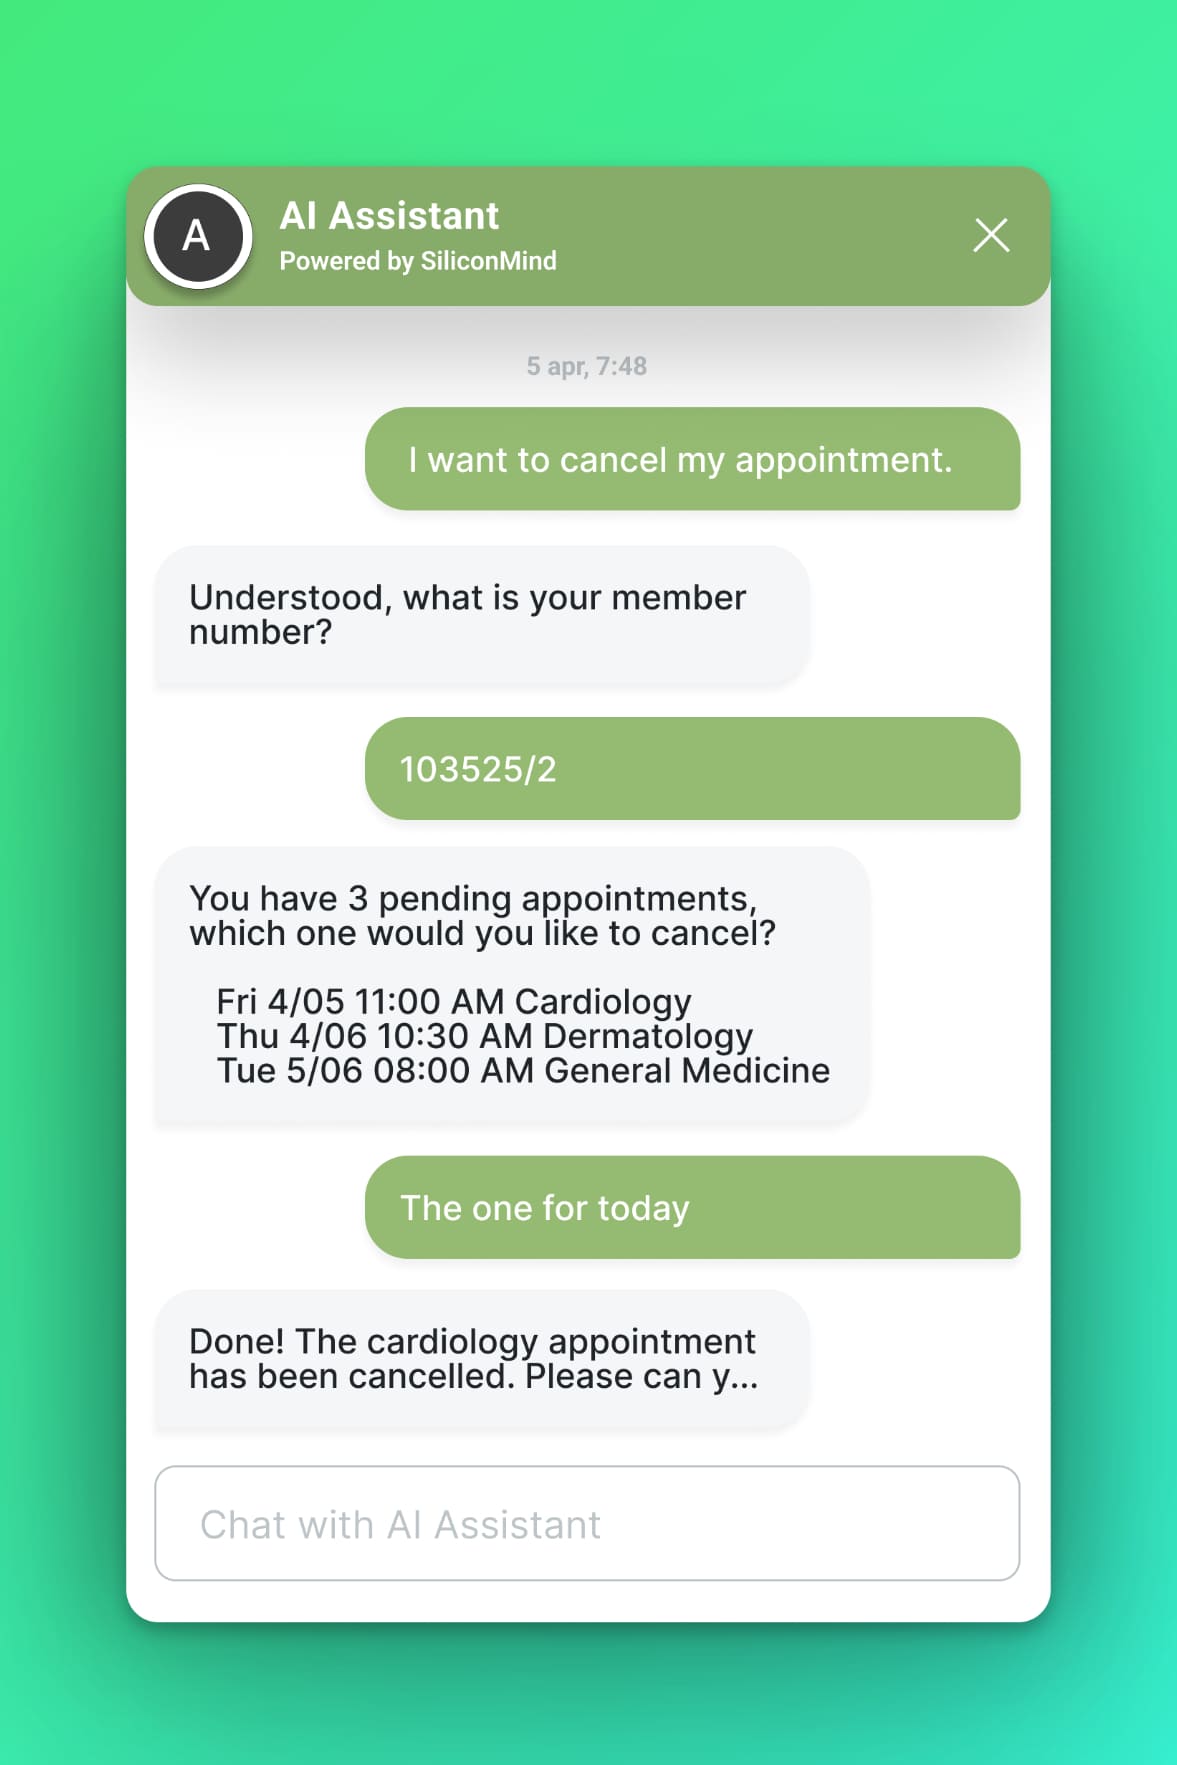 A
AI Assistant
Powered by SiliconMind
5 apr, 7:48
I want to cancel my appointment.
Understood, what is your member
number?
103525/2
You have 3 pending appointments,
which one would you like to cancel?
Fri 4/05 11:00 AM Cardiology
Thu 4/06 10:30 AM Dermatology
Tue 5/06 08:00 AM General Medicine
The one for today
Done! The cardiology appointment
has been cancelled. Please can y...
Chat with AI Assistant